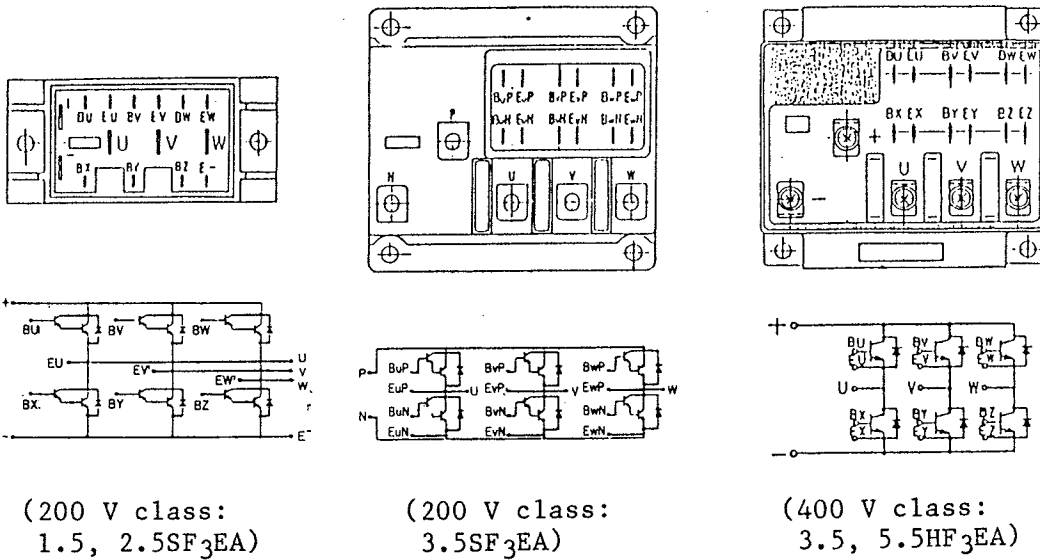 BU EU BV EV BW EW
U V W
BX BY BZ E-
P
BuP EuP BvP EvP BwP EwP
BuN EuN BvN EvN BwN EwN
N U V W
BU EU BV EV BW EW
BX EX BY EY BZ EZ
+
U V W
-
+
BU BV BW
EU U
EV' V
EW' W
BX. BY BZ
- E-
P BuP BvP BwP
EuP U EvP V EwP W
BuN BvN BwN
N
EuN EvN EwN
+
BU BV BW
U V W
U V W
BX BY BZ
EX EY EZ
-
(200 V class:
1.5, 2.5SF3EA)
(200 V class:
3.5SF3EA)
(400 V class:
3.5, 5.5HF3EA)